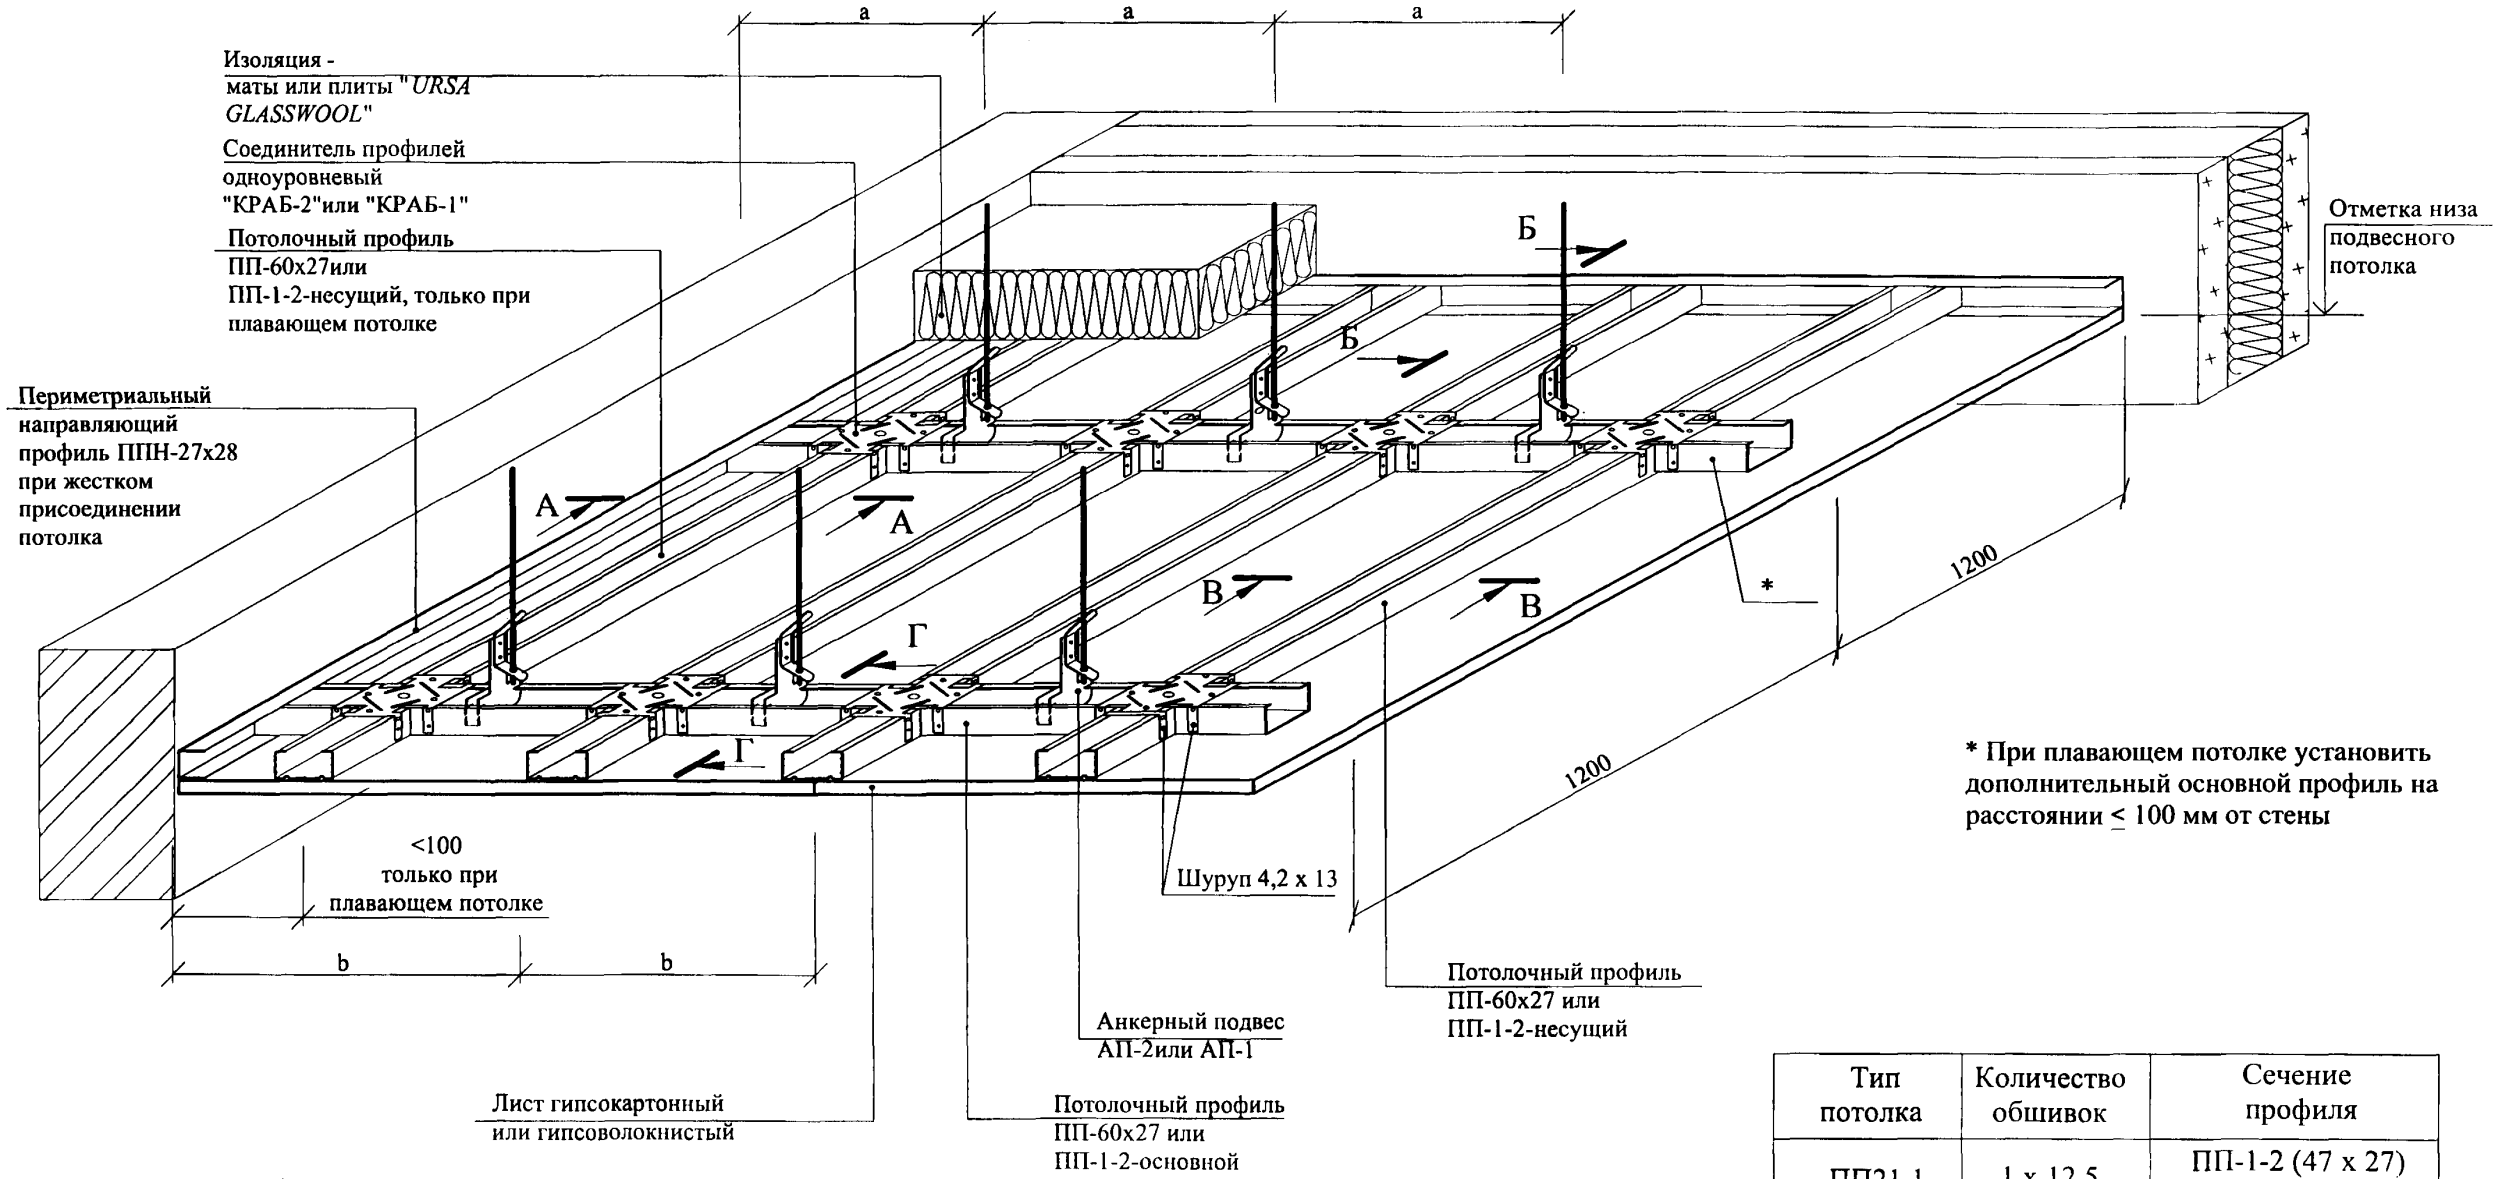 a
a
a
Изоляция -
маты или плиты "URSA
GLASSWOOL"
Соединитель профилей
одноуровневый
"КРАБ-2"или "КРАБ-1"
Потолочный профиль
ПП-60х27или
ПП-1-2-несущий, только при
плавающем потолке
Периметриальный
направляющий
профиль ППН-27х28
при жестком
присоединении
потолка
Отметка низа
подвесного
потолка
Б
Б
А
А
В
В
Г
Г
*
1200
1200
* При плавающем потолке установить
дополнительный основной профиль на
расстоянии ≤ 100 мм от стены
<100
только при
плавающем потолке
b
b
Шуруп 4,2 х 13
Потолочный профиль
ПП-60х27 или
ПП-1-2-несущий
Анкерный подвес
АП-2или АП-1
Лист гипсокартонный
или гипсоволокнистый
Потолочный профиль
ПП-60х27 или
ПП-1-2-основной
Тип
потолка
Количество
обшивок
Сечение
профиля
ПП21-1
1 х 12,5
ПП-1-2 (47 х 27)